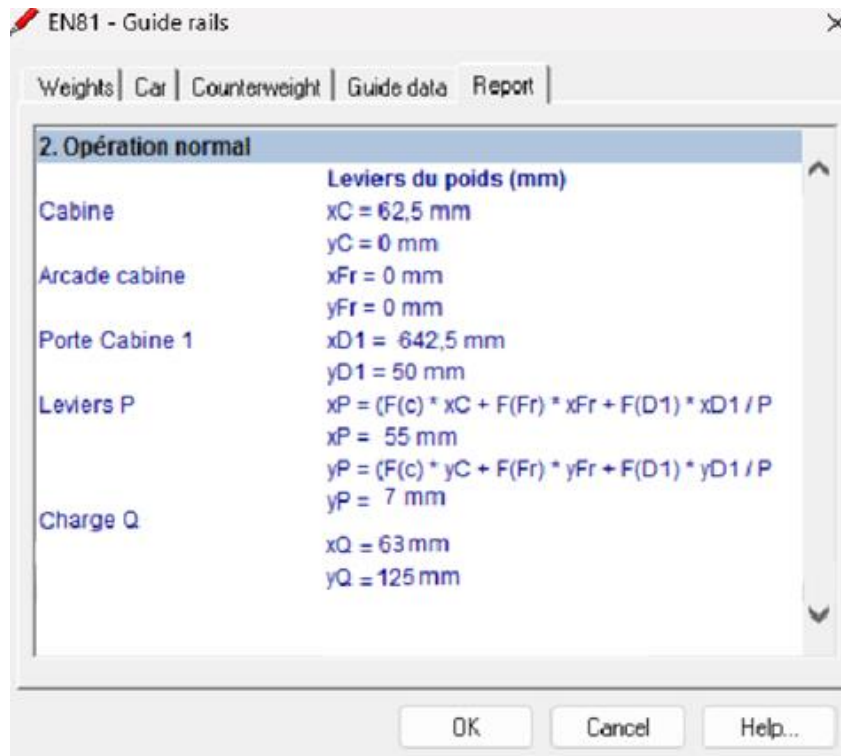 EN81 - Guide rails
Weights Car Counterweight Guide data Report
2. Opération normal
Leviers du poids (mm)
Cabine xC = 62,5 mm
yC = 0 mm
Arcade cabine xFr = 0 mm
yFr = 0 mm
Porte Cabine 1 xD1 = 642,5 mm
yD1 = 50 mm
Leviers P xP = (F(c) * xC + F(Fr) * xFr + F(D1) * xD1 / P
xP = 55 mm
yP = (F(c) * yC + F(Fr) * yFr + F(D1) * yD1 / P
yP = 7 mm
Charge Q
xQ = 63 mm
yQ = 125 mm
OK Cancel Help...